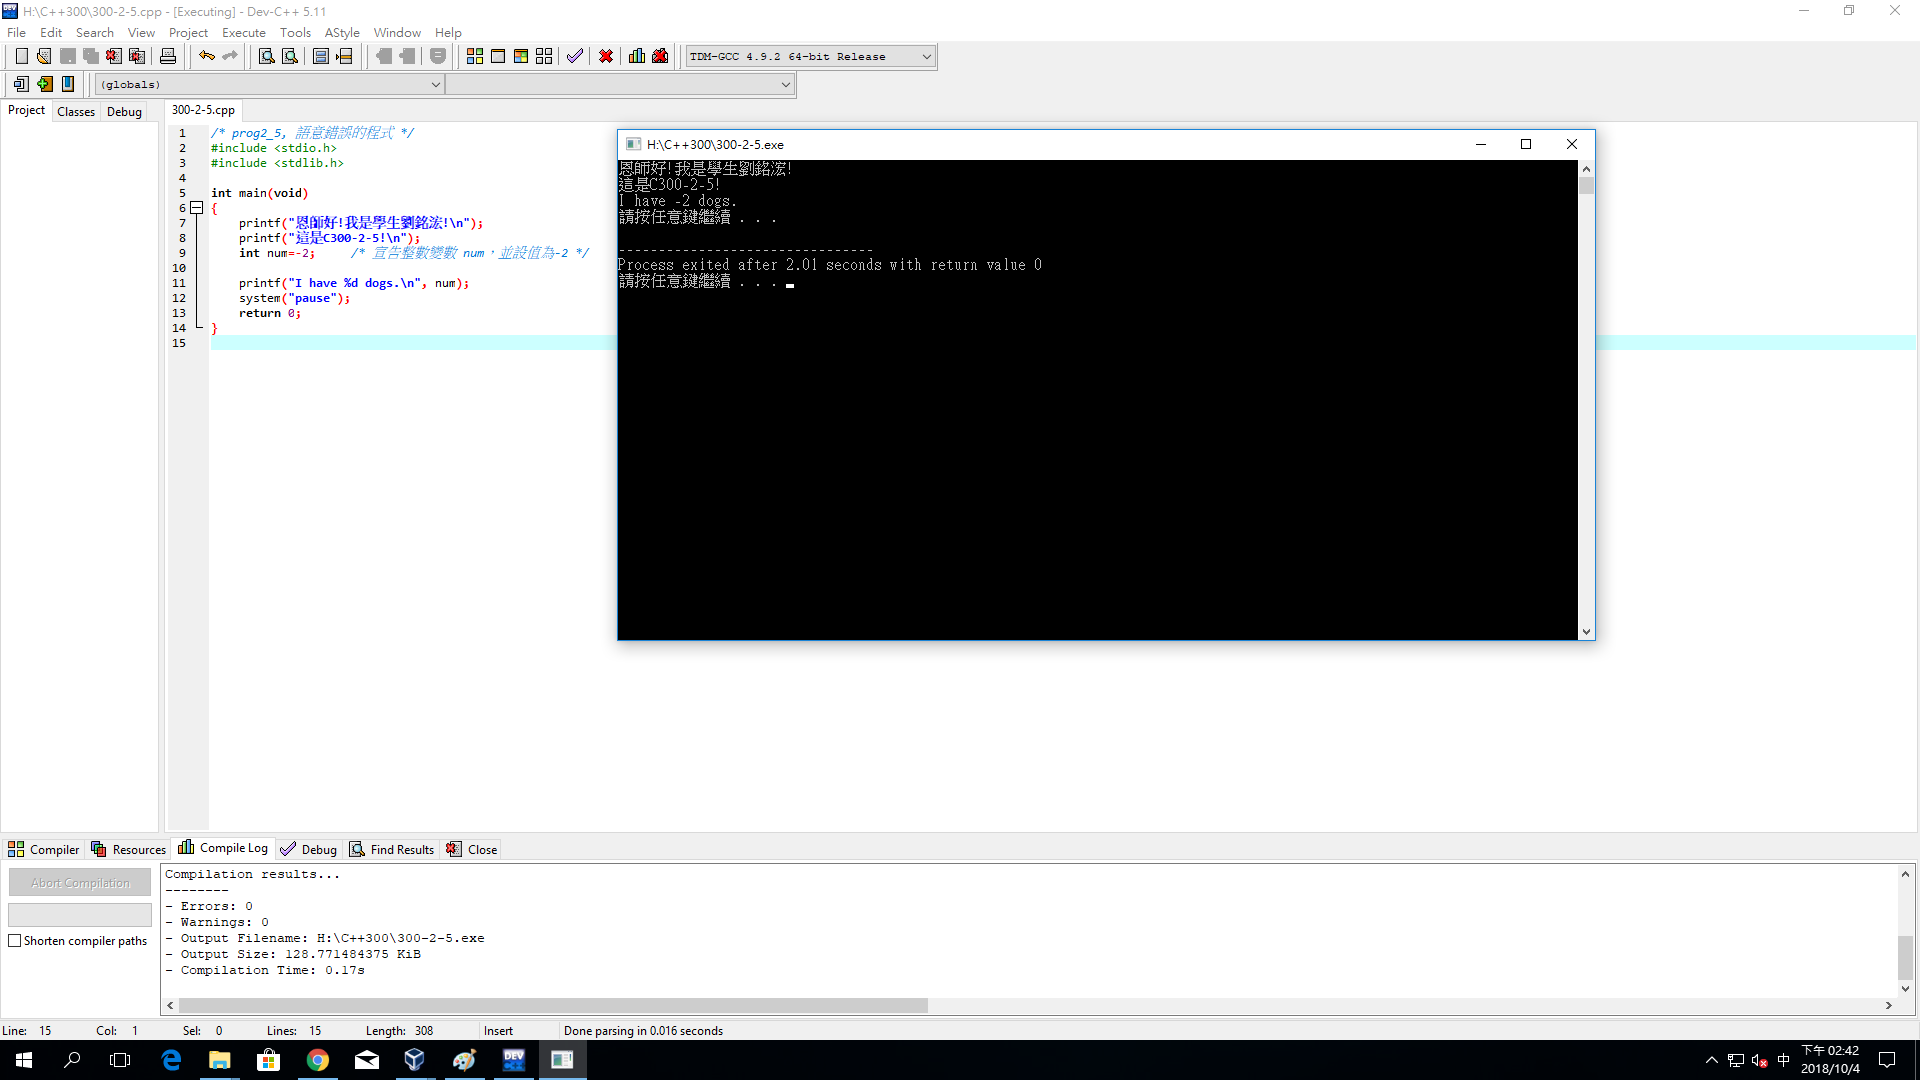 H:\C++300\300-2-5.cpp - [Executing] - Dev-C++ 5.11
File Edit Search View Project Execute Tools AStyle Window Help
TDM-GCC 4.9.2 64-bit Release
(globals)
Project Classes Debug
300-2-5.cpp
1 /* prog2_5, 語意錯誤的程式 */
2 #include <stdio.h>
3 #include <stdlib.h>
4
5 int main(void)
6 {
7 printf("恩師好!我是學生劉銘浤!\n");
8 printf("這是C300-2-5!\n");
9 int num=-2; /* 宣告整數變數 num，並設值為-2 */
10
11 printf("I have %d dogs.\n", num);
12 system("pause");
13 return 0;
14 }
15
H:\C++300\300-2-5.exe
恩師好!我是學生劉銘浤!
這是C300-2-5!
I have -2 dogs.
請按任意鍵繼續 . . .
--------------------------------
Process exited after 2.01 seconds with return value 0
請按任意鍵繼續 . . .
Compiler Resources Compile Log Debug Find Results Close
Abort Compilation
Shorten compiler paths
Compilation results...
--------
- Errors: 0
- Warnings: 0
- Output Filename: H:\C++300\300-2-5.exe
- Output Size: 128.771484375 KiB
- Compilation Time: 0.17s
Line: 15 Col: 1 Sel: 0 Lines: 15 Length: 308 Insert Done parsing in 0.016 seconds
DEV C++
中
下午 02:42
2018/10/4